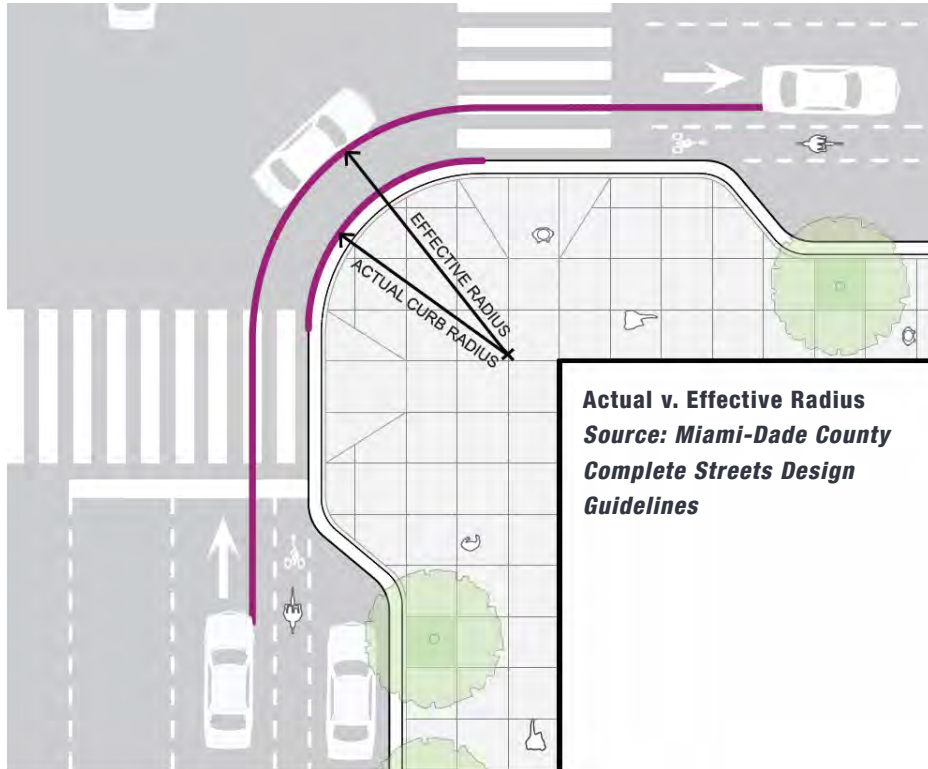 EFFECTIVE RADIUS
ACTUAL CURB RADIUS
Actual v. Effective Radius
Source: Miami-Dade County
Complete Streets Design
Guidelines